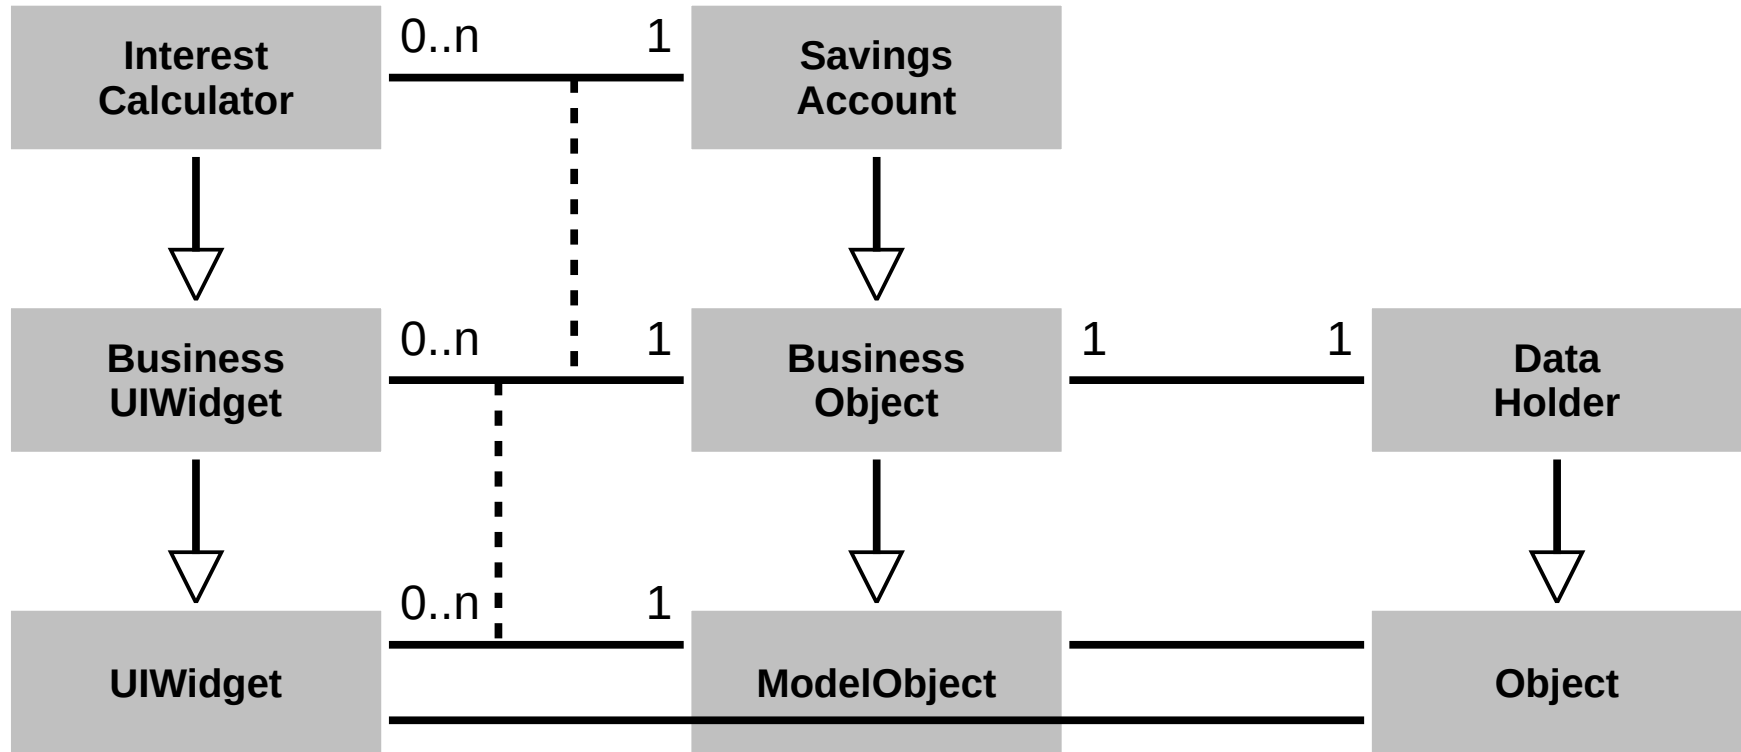 Interest
Calculator
0..n
1
Savings
Account
Business
UIWidget
0..n
1
Business
Object
1
1
Data
Holder
UIWidget
0..n
1
ModelObject
Object